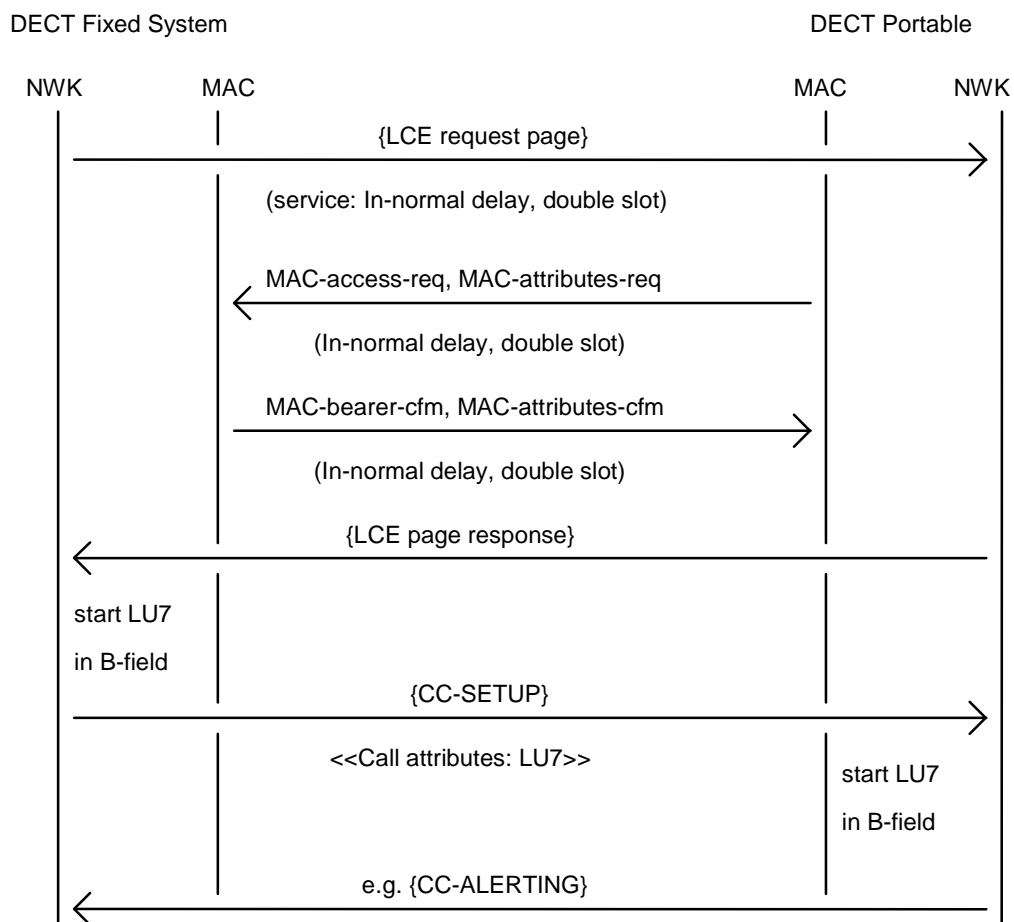 DECT Fixed System DECT Portable
NWK MAC MAC NWK
{LCE request page}
(service: In-normal delay, double slot)
MAC-access-req, MAC-attributes-req
(In-normal delay, double slot)
MAC-bearer-cfm, MAC-attributes-cfm
(In-normal delay, double slot)
{LCE page response}
start LU7
in B-field
{CC-SETUP}
<<Call attributes: LU7>>
start LU7
in B-field
e.g. {CC-ALERTING}